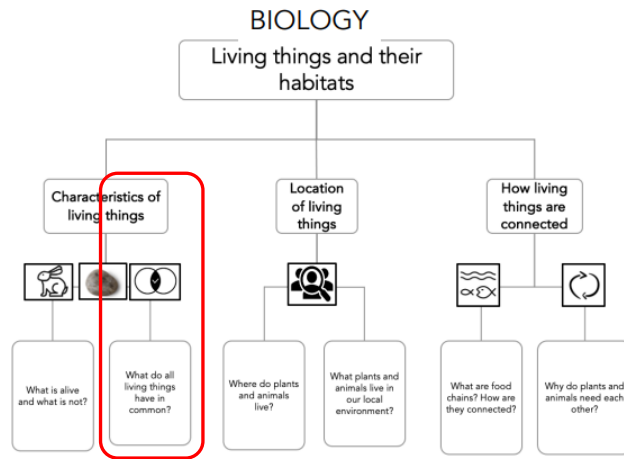 BIOLOGY
Living things and their
habitats
Characteristics of
living things
Location
of living
things
How living
things are
connected
What is alive
and what is not?
What do all
living things
have in
common?
Where do plants
and animals
live?
What plants and
animals live in
our local
environment?
What are food
chains? How are
they connected?
Why do plants and
animals need each
other?